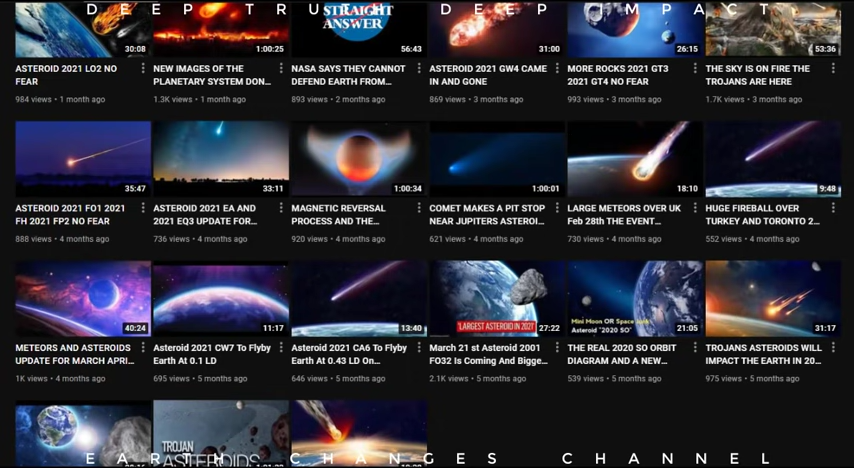 DEEP TRUTH DEEP IMPACT
STRAIGHT
ANSWER
30:08
1:00:25
56:43
31:00
26:15
53:36
ASTEROID 2021 LO2 NO
FEAR
984 views • 1 month ago
NEW IMAGES OF THE
PLANETARY SYSTEM DON...
1.3K views • 1 month ago
NASA SAYS THEY CANNOT
DEFEND EARTH FROM...
893 views • 2 months ago
ASTEROID 2021 GW4 CAME
IN AND GONE
869 views • 3 months ago
MORE ROCKS 2021 GT3
2021 GT4 NO FEAR
993 views • 3 months ago
THE SKY IS ON FIRE THE
TROJANS ARE HERE
1.7K views • 3 months ago
35:47
33:11
1:00:34
1:00:01
18:10
9:48
ASTEROID 2021 FO1 2021
FH 2021 FP2 NO FEAR
888 views • 4 months ago
ASTEROID 2021 EA AND
2021 EQ3 UPDATE FOR...
736 views • 4 months ago
MAGNETIC REVERSAL
PROCESS AND THE...
920 views • 4 months ago
COMET MAKES A PIT STOP
NEAR JUPITERS ASTEROI...
621 views • 4 months ago
LARGE METEORS OVER UK
Feb 28th THE EVENT...
730 views • 4 months ago
HUGE FIREBALL OVER
TURKEY AND TORONTO 2...
552 views • 4 months ago
40:24
11:17
13:40
'LARGEST ASTEROID IN 2021'
27:22
Mini Moon OR Space Junk
Asteroid "2020 SO"
21:05
31:17
METEORS AND ASTEROIDS
UPDATE FOR MARCH APRI...
1K views • 4 months ago
Asteroid 2021 CW7 To Flyby
Earth At 0.1 LD
695 views • 5 months ago
Asteroid 2021 CA6 To Flyby
Earth At 0.43 LD On...
646 views • 5 months ago
March 21 st Asteroid 2001
FO32 Is Coming And Bigge...
2.1K views • 5 months ago
THE REAL 2020 SO ORBIT
DIAGRAM AND A NEW...
539 views • 5 months ago
TROJANS WILL
IMPACT THE EARTH IN 20...
975 views • 5 months ago
TROJAN
ASTEROIDS
EARTH CHANGES CHANNEL